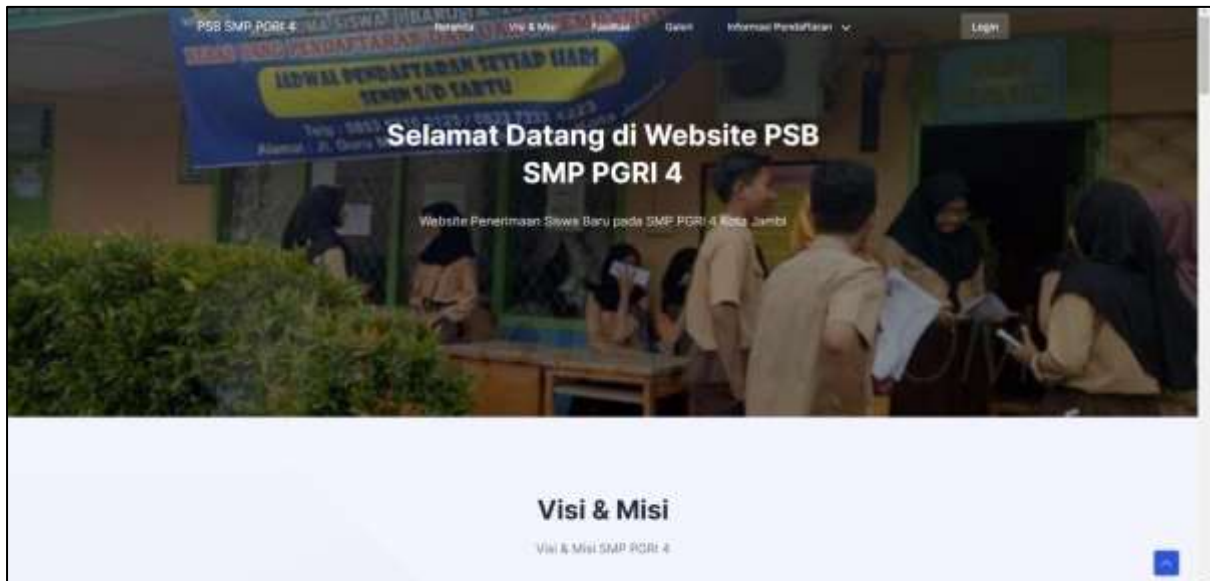 PSB SMP PGRI 4
Beranda Visi & Misi Fasilitas Galeri Informasi Pendaftaran Login
JADWAL PENDAFTARAN SETIAP HARI
SENIN S/D SABTU
Selamat Datang di Website PSB
SMP PGRI 4
Website Penerimaan Siswa Baru pada SMP PGRI 4 Kota Jambi
Visi & Misi
Visi & Misi SMP PGRI 4